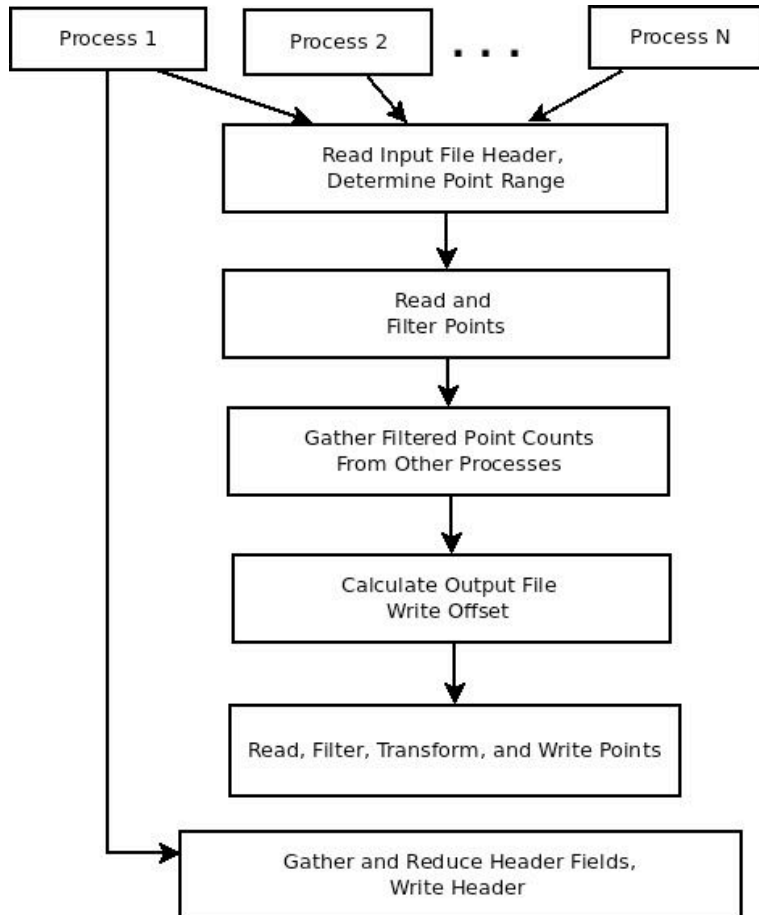 Process 1
Process 2
. . .
Process N
Read Input File Header,
Determine Point Range
Read and
Filter Points
Gather Filtered Point Counts
From Other Processes
Calculate Output File
Write Offset
Read, Filter, Transform, and Write Points
Gather and Reduce Header Fields,
Write Header